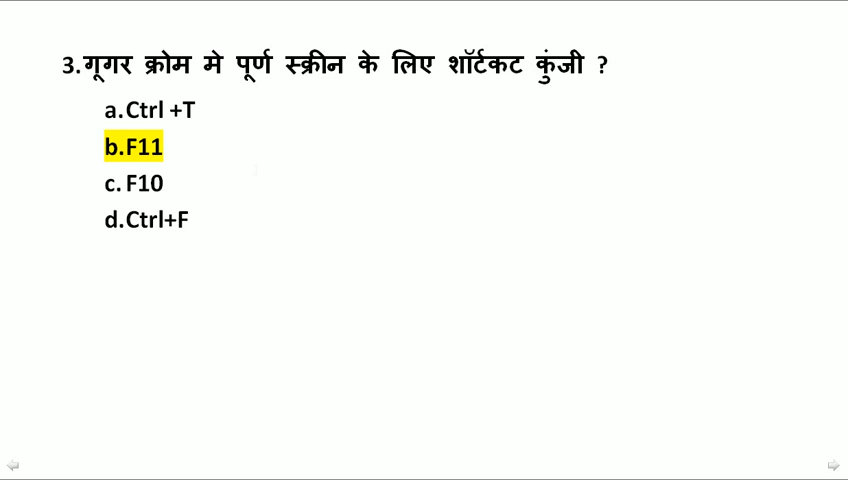 3.गूगर क्रोम मे पूर्ण स्क्रीन के लिए शॉर्टकट कुंजी ?
a.Ctrl +T
b.F11
c. F10
d.Ctrl+F